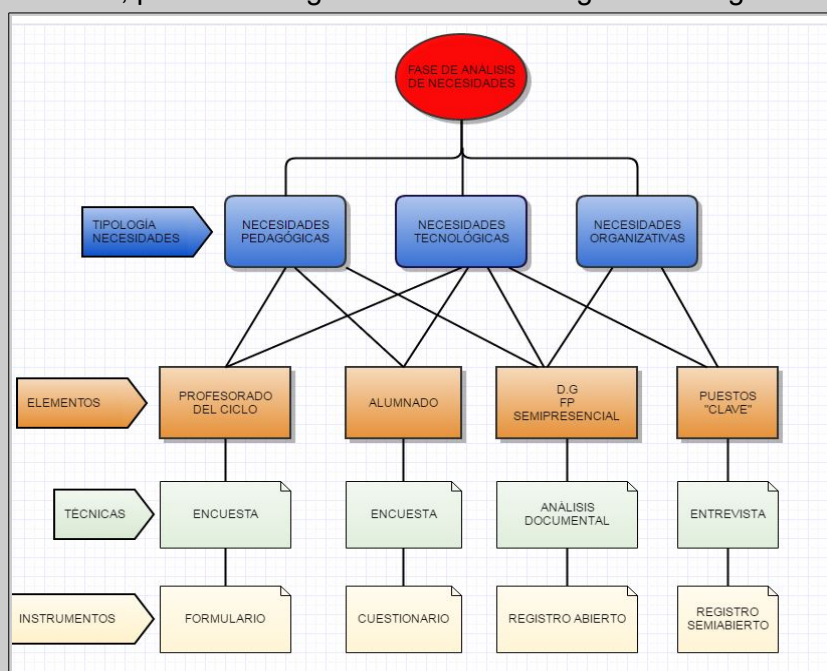 FASE DE ANÁLISIS
DE NECESIDADES
TIPOLOGÍA
NECESIDADES
NECESIDADES
PEDAGÓGICAS
NECESIDADES
TECNOLÓGICAS
NECESIDADES
ORGANIZATIVAS
ELEMENTOS
PROFESORADO
DEL CICLO
ALUMNADO
D.G
FP
SEMIPRESENCIAL
PUESTOS
"CLAVE"
TÉCNICAS
ENCUESTA
ENCUESTA
ANÁLISIS
DOCUMENTAL
ENTREVISTA
INSTRUMENTOS
FORMULARIO
CUESTIONARIO
REGISTRO ABIERTO
REGISTRO
SEMIABIERTO